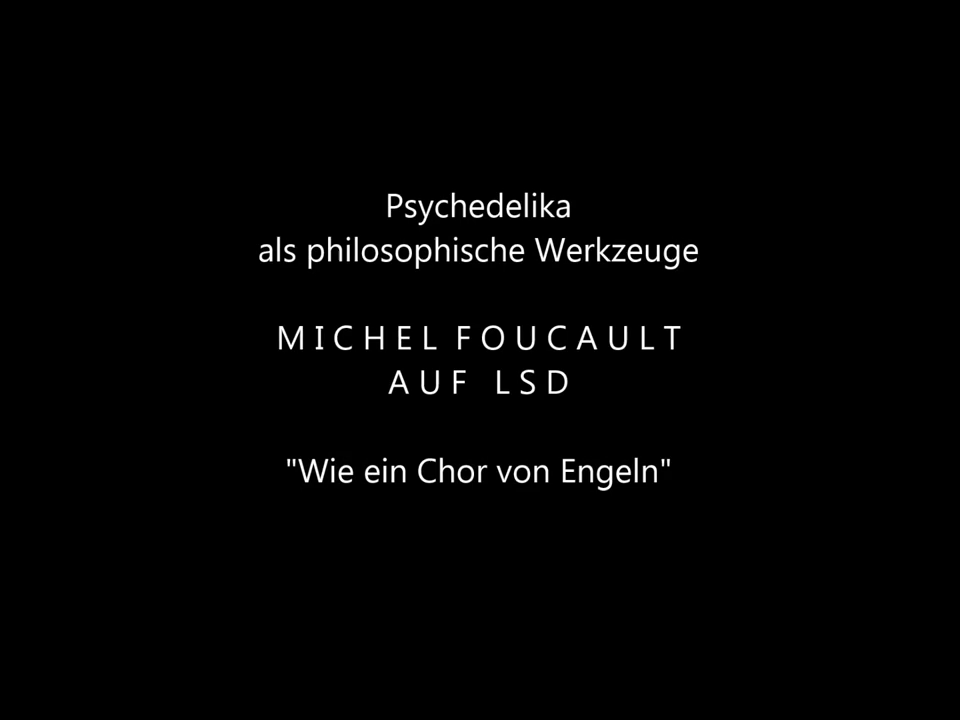 Psychedelika
als philosophische Werkzeuge
M I C H E L F O U C A U L T
A U F L S D
"Wie ein Chor von Engeln"